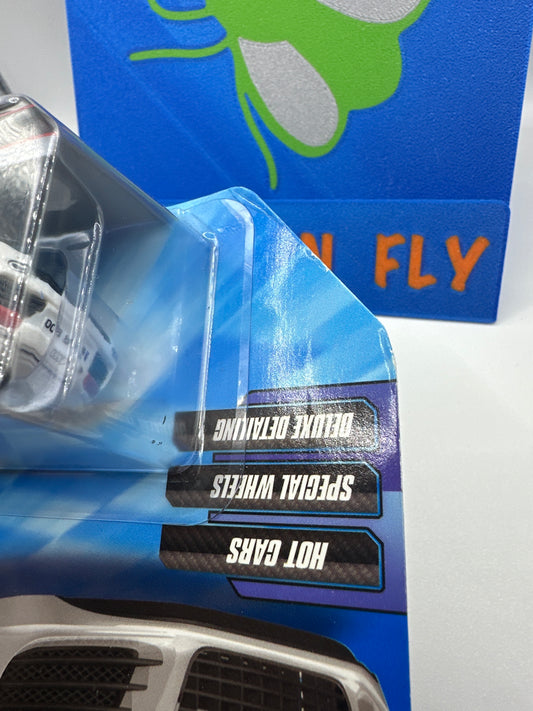 N FLY
HOT CARS
SPECIAL WHEELS
DELUXE DETAILING